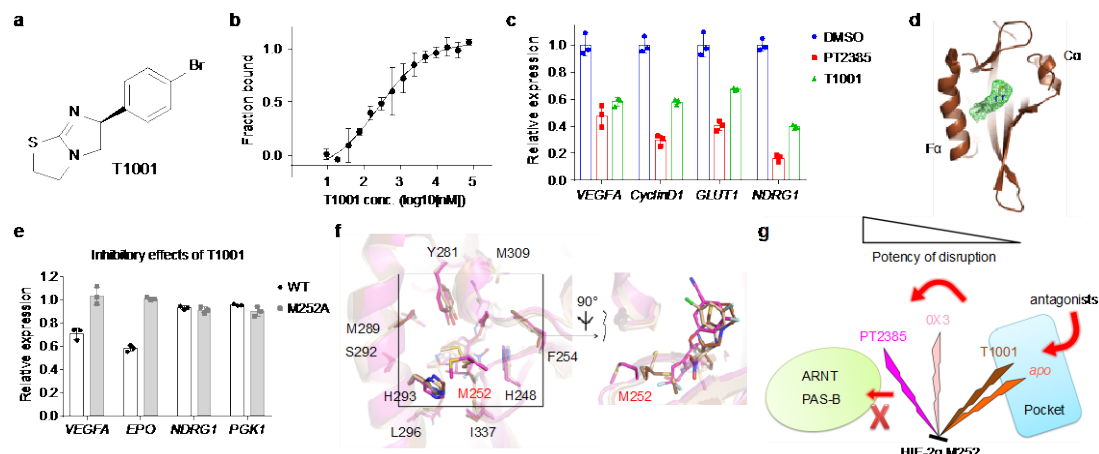 a
Br
N
S
N
T1001
b
Fraction bound
1.0
0.5
0.0
1 2 3 4 5
T1001 conc. (log10[nM])
c
DMSO
PT2385
T1001
Relative expression
1.0
0.8
0.6
0.4
0.2
0.0
VEGFA CyclinD1 GLUT1 NDRG1
d
Cα
Fα
e
Inhibitory effects of T1001
WT
M252A
Relative expression
1.2
1.0
0.8
0.6
0.4
0.2
0.0
VEGFA EPO NDRG1 PGK1
f
Y281
M309
M289
S292
F254
H293
M252
H248
L296
I337
90°
M252
g
Potency of disruption
antagonists
0X3
PT2385
T1001
apo
ARNT
PAS-B
X
Pocket
HIF-2α M252